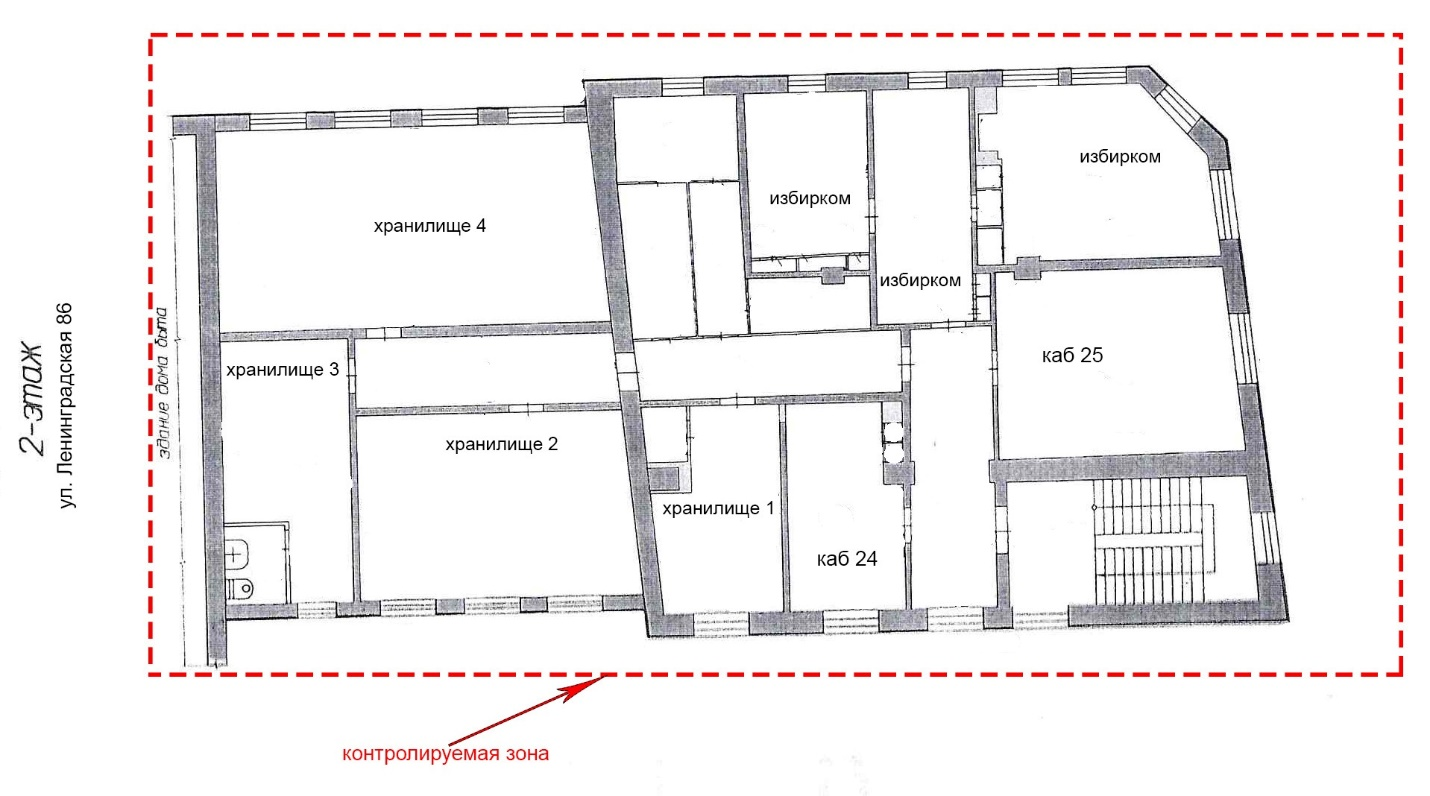 2-этаж
ул. Ленинградская 86
здание дома быта
хранилище 4
хранилище 3
хранилище 2
хранилище 1
избирком
избирком
избирком
каб 25
каб 24
контролируемая зона